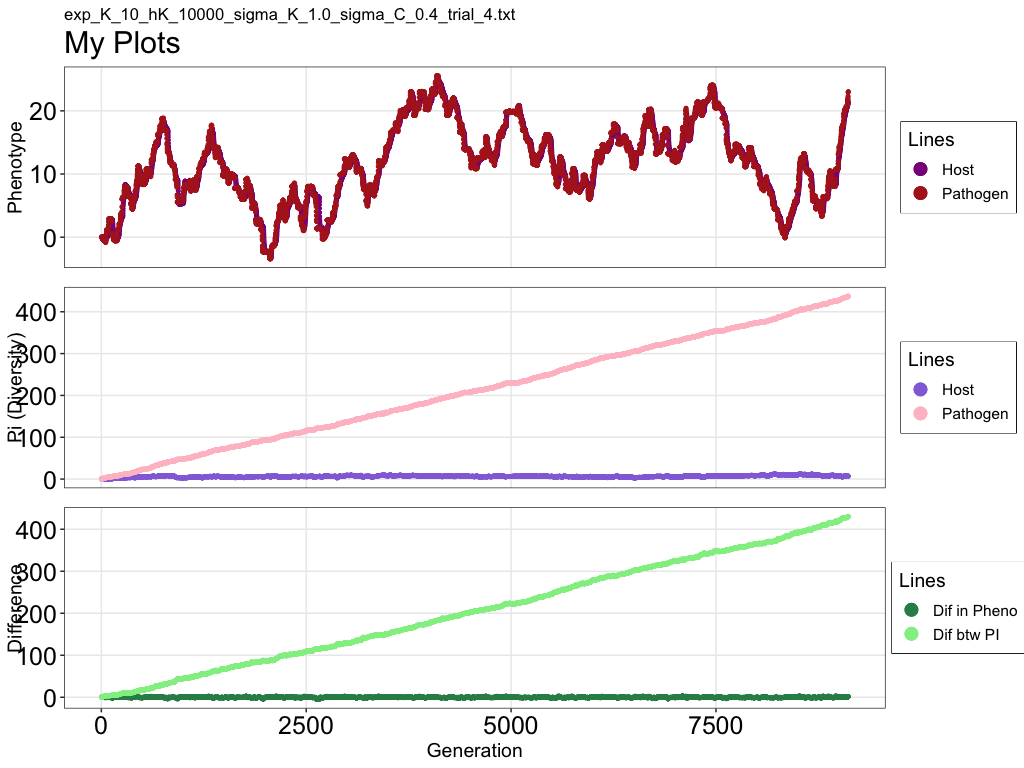 exp_K_10_hK_10000_sigma_K_1.0_sigma_C_0.4_trial_4.txt
My Plots
Phenotype
20
10
0
Lines
Host
Pathogen
Pi (Diversity)
400
300
200
100
0
Lines
Host
Pathogen
Difference
400
300
200
100
0
Lines
Dif in Pheno
Dif btw PI
0 2500 5000 7500
Generation